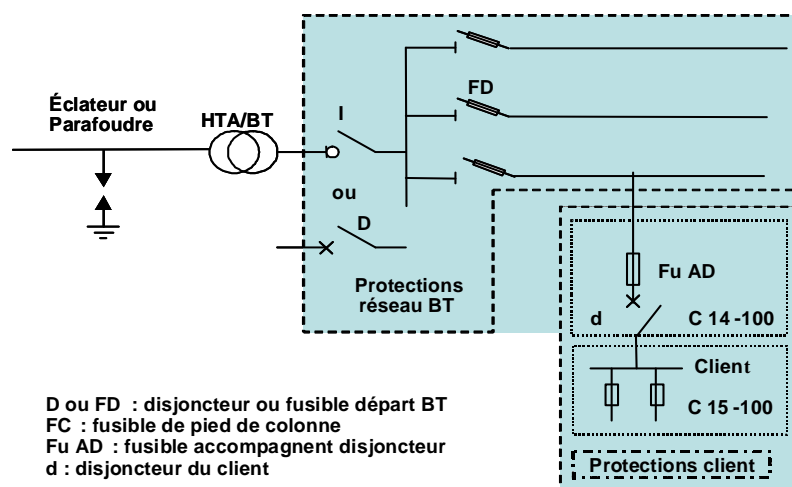 Éclateur ou
Parafoudre
HTA/BT
I
FD
ou
D
Protections
réseau BT
Fu AD
d
C 14 -100
Client
C 15 -100
Protections client
D ou FD : disjoncteur ou fusible départ BT
FC : fusible de pied de colonne
Fu AD : fusible accompagnent disjoncteur
d : disjoncteur du client